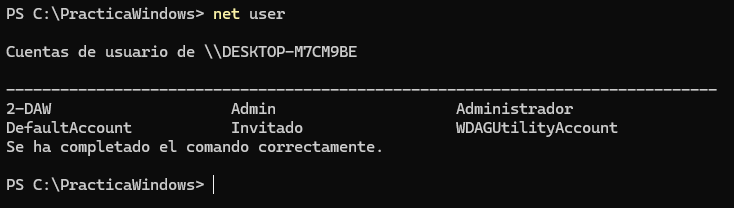 PS C:\PracticaWindows> net user
Cuentas de usuario de \\DESKTOP-M7CM9BE
-------------------------------------------------------------------------------
2-DAW                    Admin                    Administrador
DefaultAccount           Invitado                 WDAGUtilityAccount
Se ha completado el comando correctamente.
PS C:\PracticaWindows>